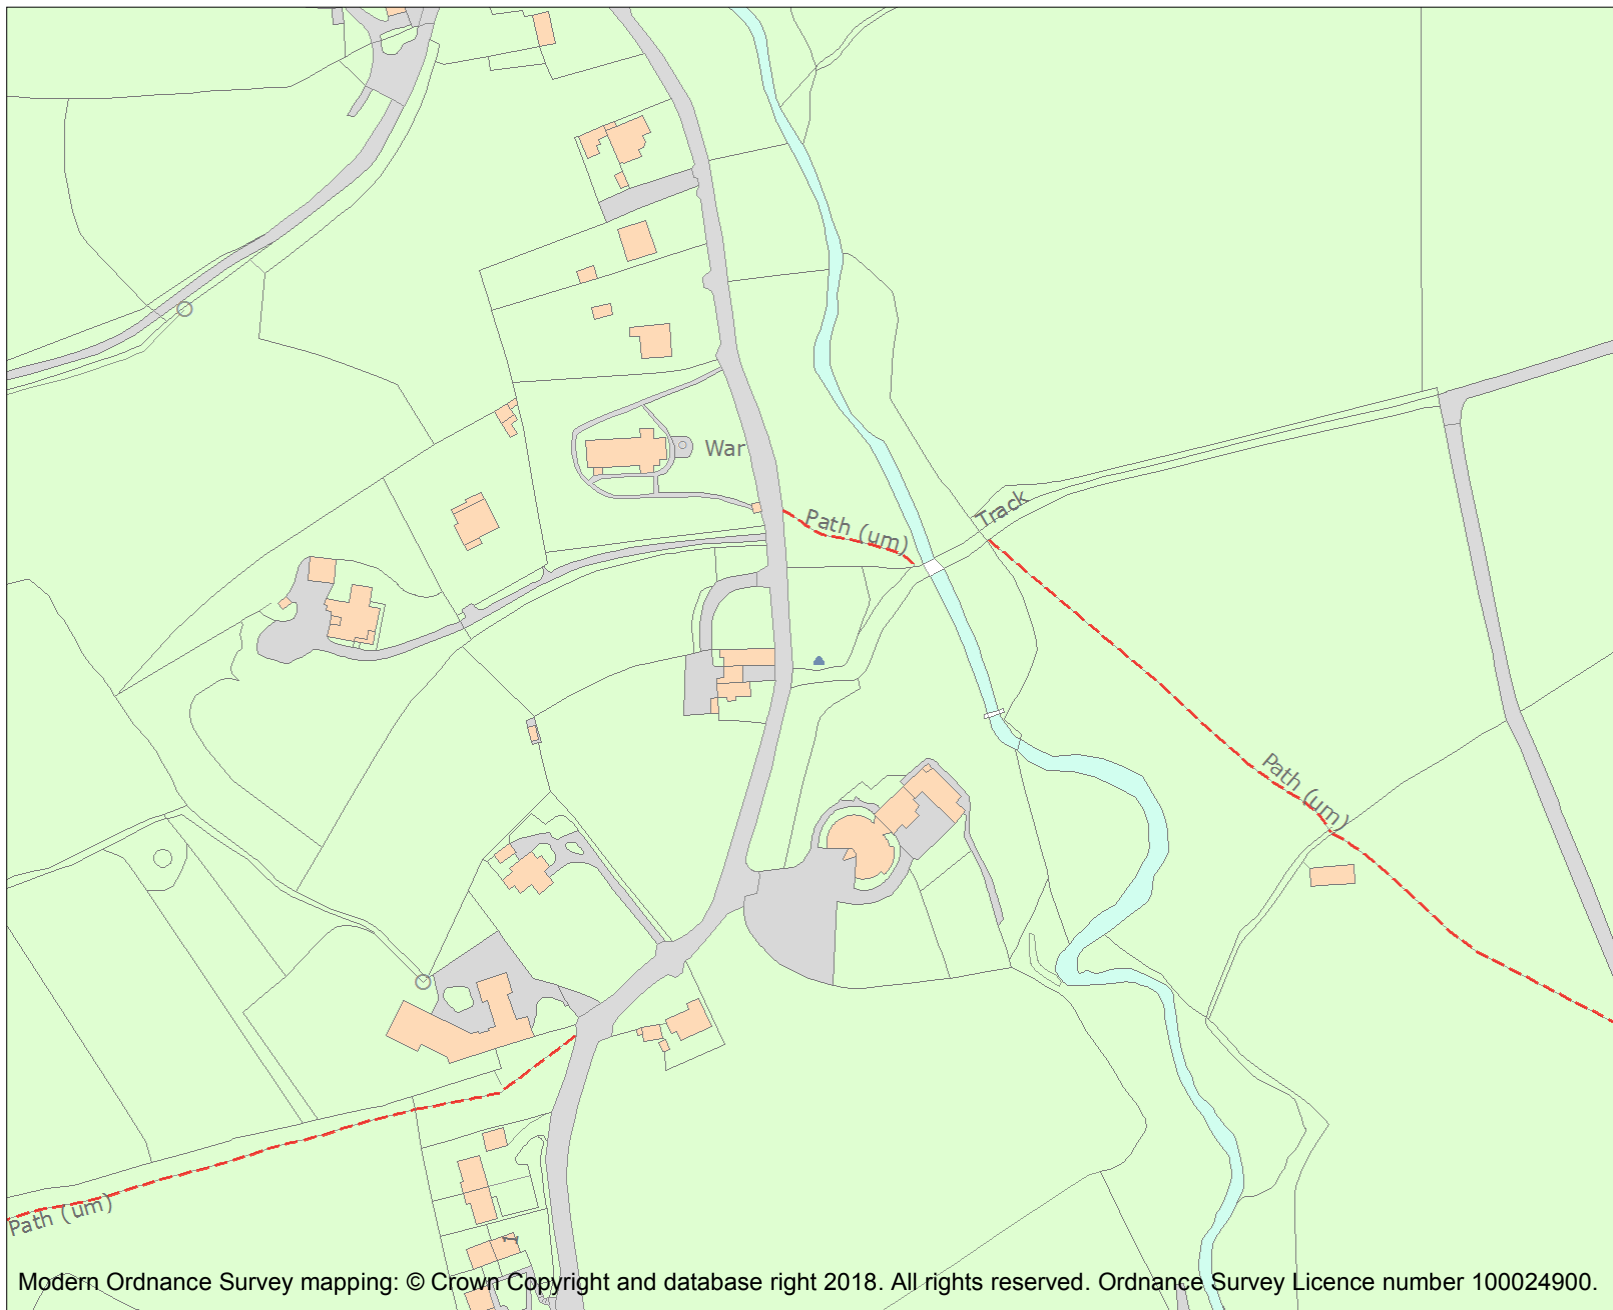 War
Track
Path (um)
Path (um)
Path (um)
1
Modern Ordnance Survey mapping: © Crown Copyright and database right 2018. All rights reserved. Ordnance Survey Licence number 100024900.